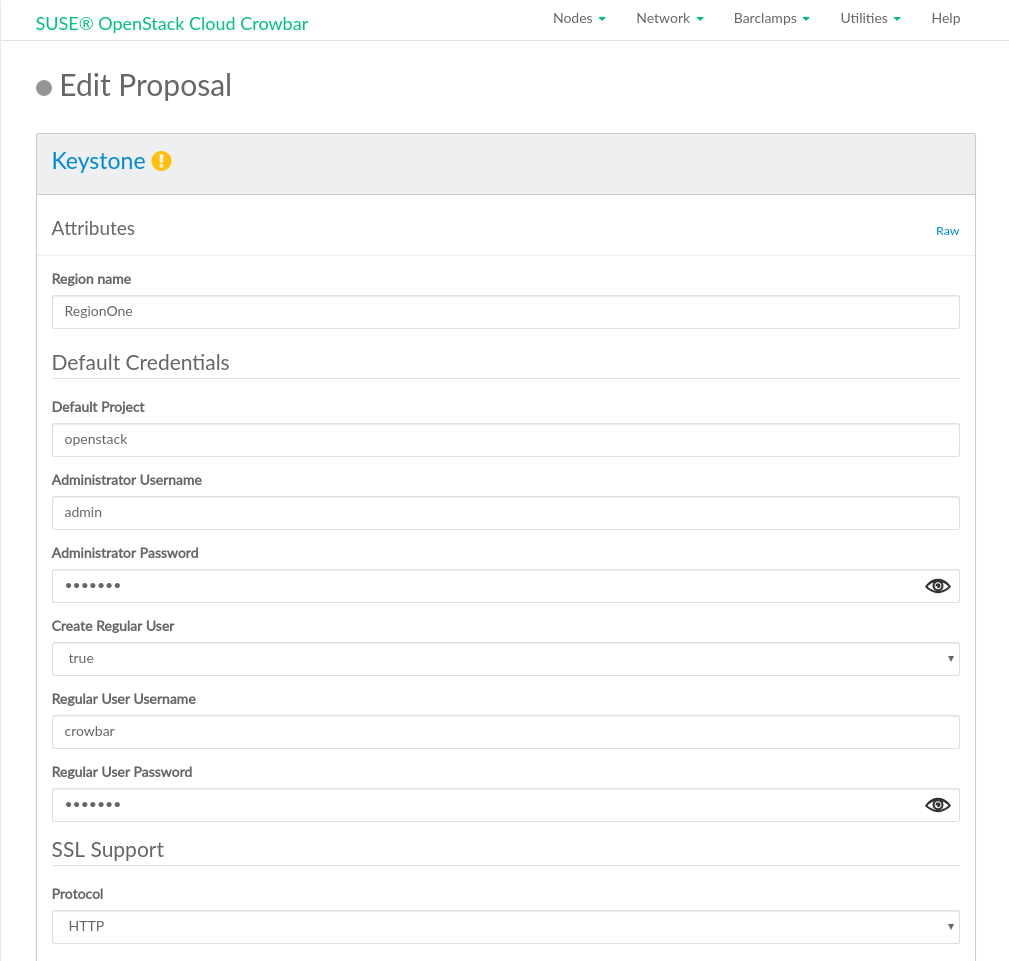 SUSE® OpenStack Cloud Crowbar
Nodes Network Barclamps Utilities Help
Edit Proposal
Keystone
Attributes
Raw
Region name
RegionOne
Default Credentials
Default Project
openstack
Administrator Username
admin
Administrator Password
•••••••
Create Regular User
true
Regular User Username
crowbar
Regular User Password
•••••••
SSL Support
Protocol
HTTP